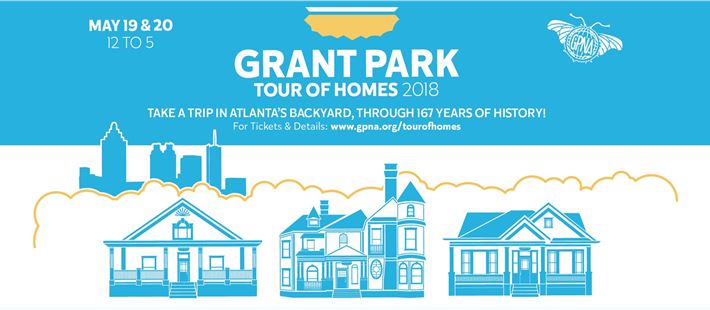 MAY 19 & 20
12 TO 5
GPNA
GRANT PARK
TOUR OF HOMES 2018
TAKE A TRIP IN ATLANTA'S BACKYARD, THROUGH 167 YEARS OF HISTORY!
For Tickets & Details: www.gpna.org/tourofhomes